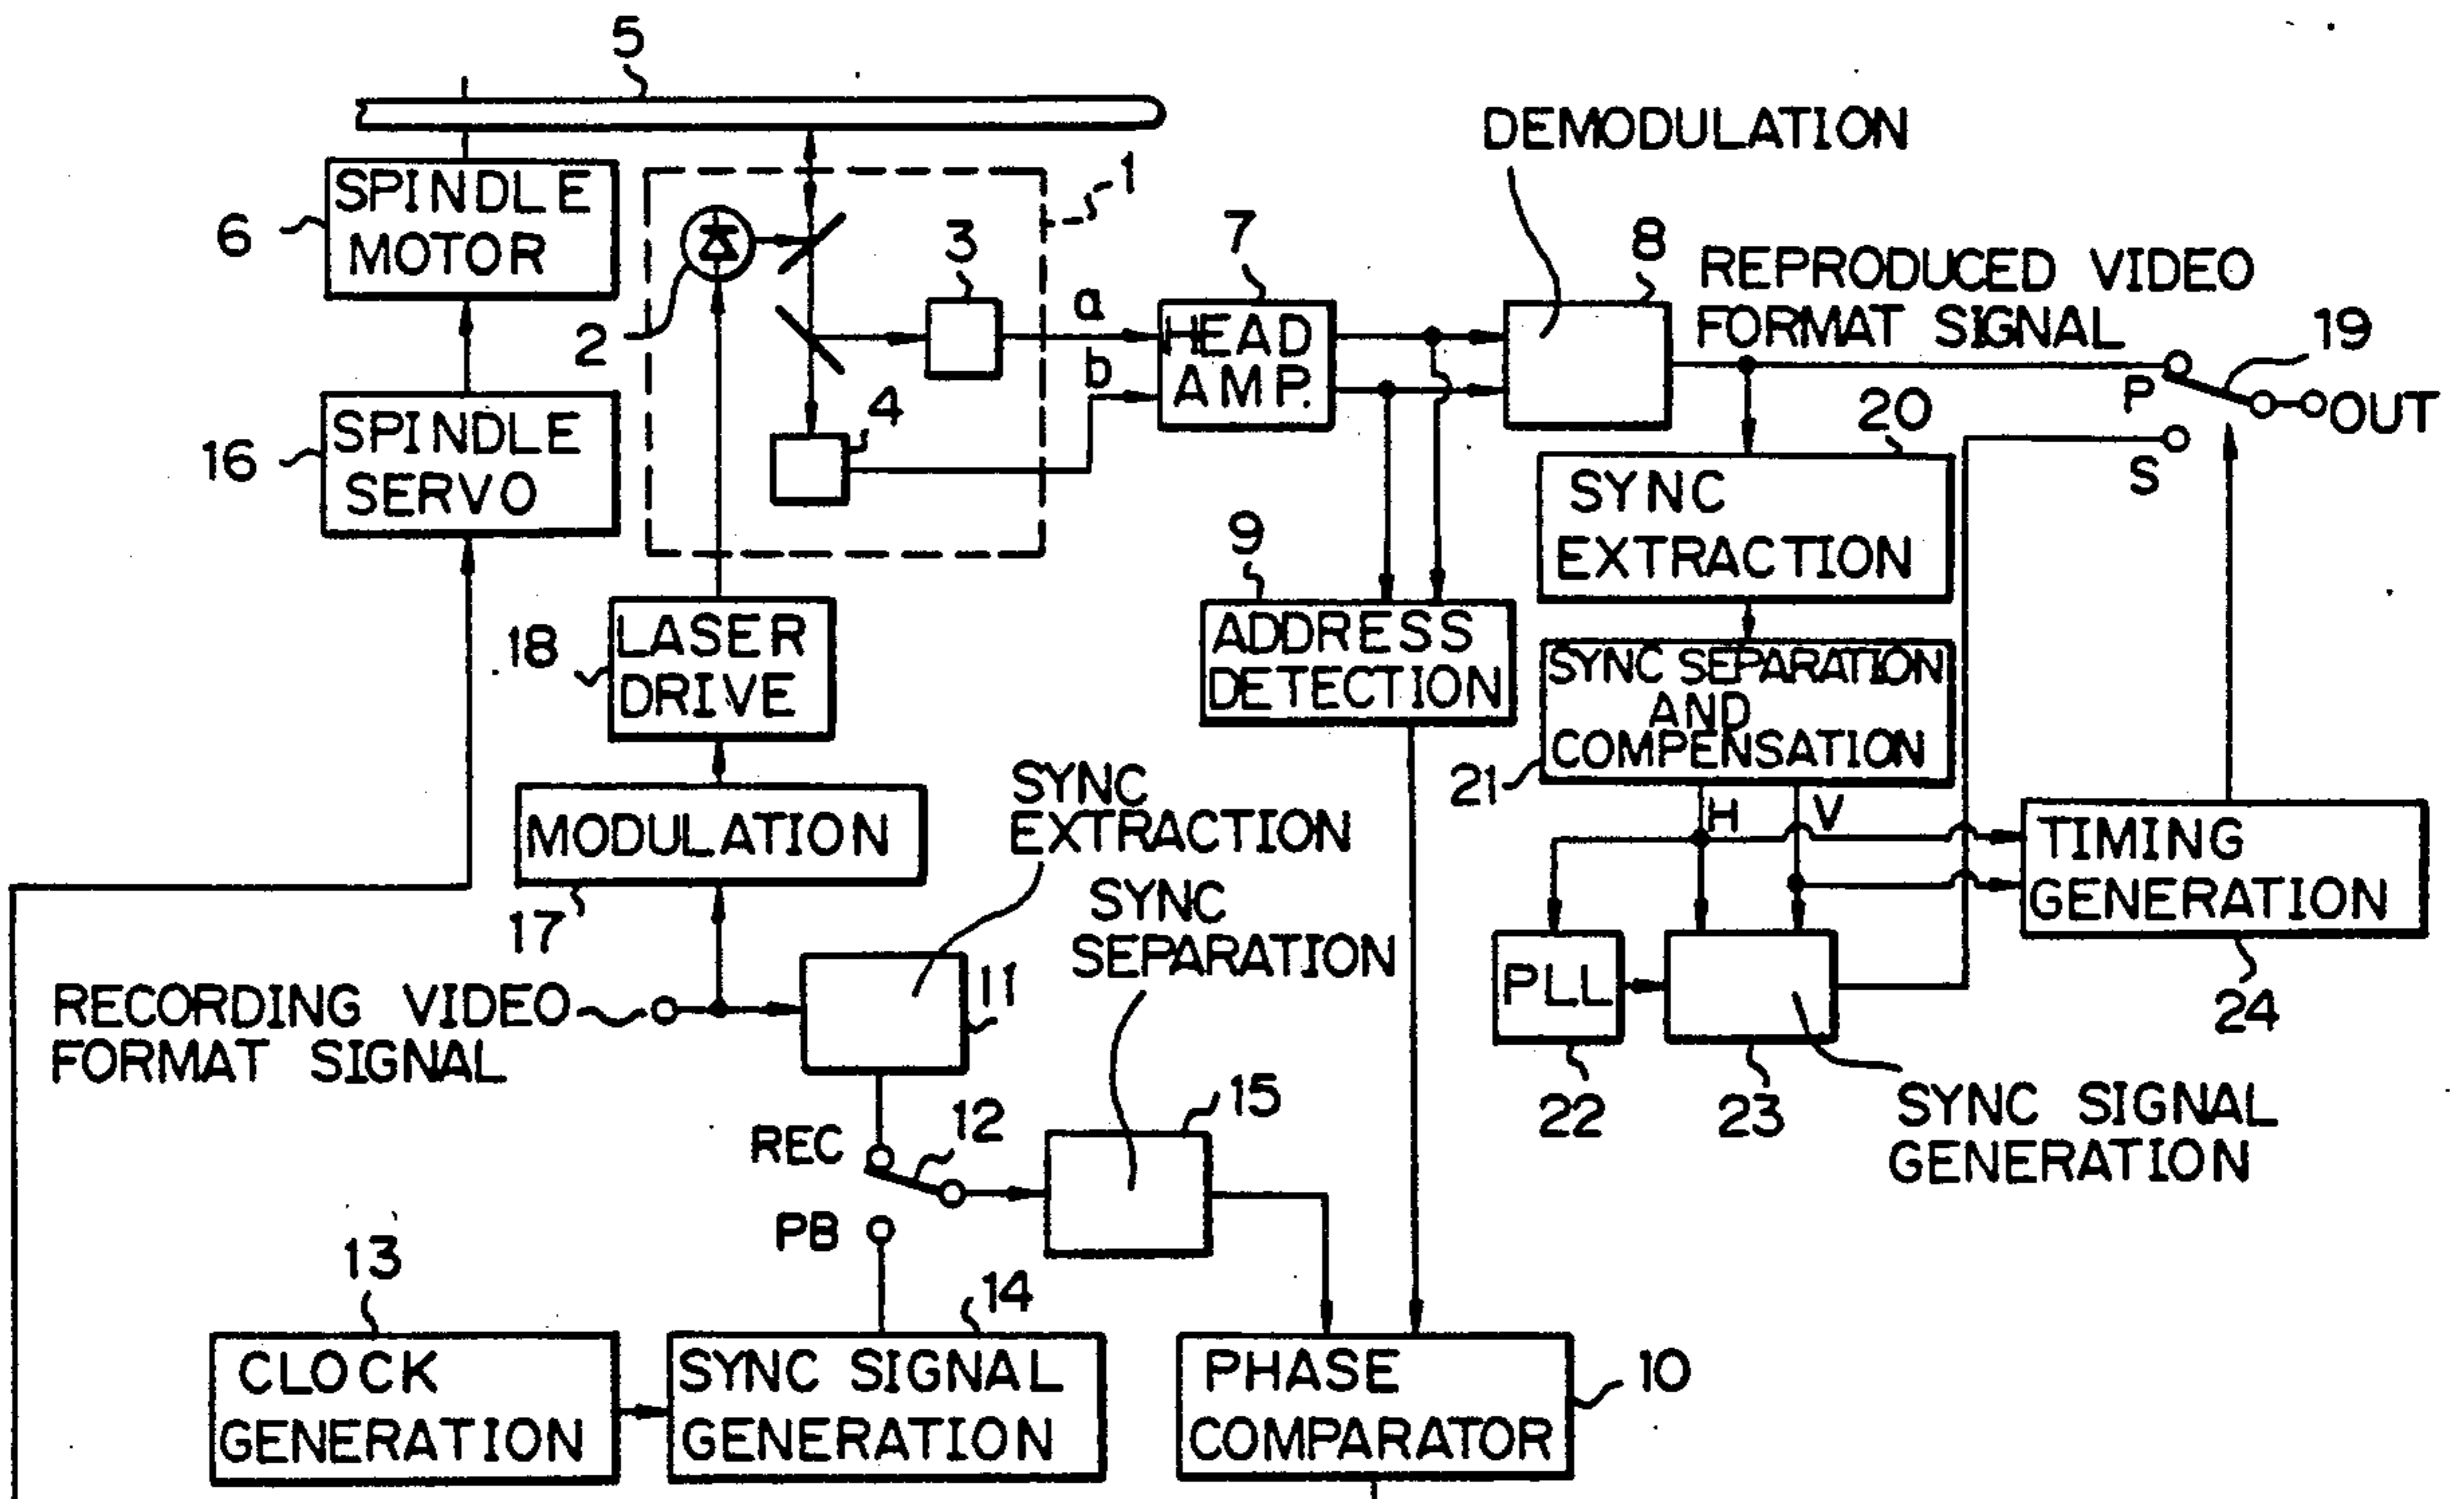 5
DEMODULATION
SPINDLE
MOTOR
6
1
2
3
4
a
b
7
HEAD
AMP.
8
REPRODUCED VIDEO
FORMAT SIGNAL
19
P
S
OUT
SPINDLE
SERVO
16
20
SYNC
EXTRACTION
9
ADDRESS
DETECTION
18
LASER
DRIVE
SYNC SEPARATION
AND
COMPENSATION
21
H
V
MODULATION
17
SYNC
EXTRACTION
SYNC
SEPARATION
TIMING
GENERATION
24
RECORDING VIDEO
FORMAT SIGNAL
11
PLL
22
23
SYNC SIGNAL
GENERATION
REC
12
PB
15
13
CLOCK
GENERATION
14
SYNC SIGNAL
GENERATION
PHASE
COMPARATOR
10